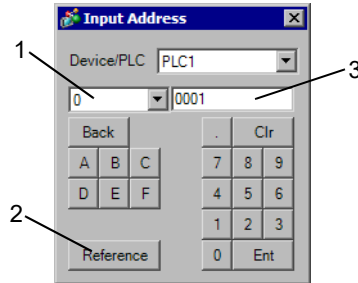 Input Address
1
Device/PLC PLC1
3
0 0001
Back . Clr
A B C 7 8 9
D E F 4 5 6
2
1 2 3
Reference 0 Ent